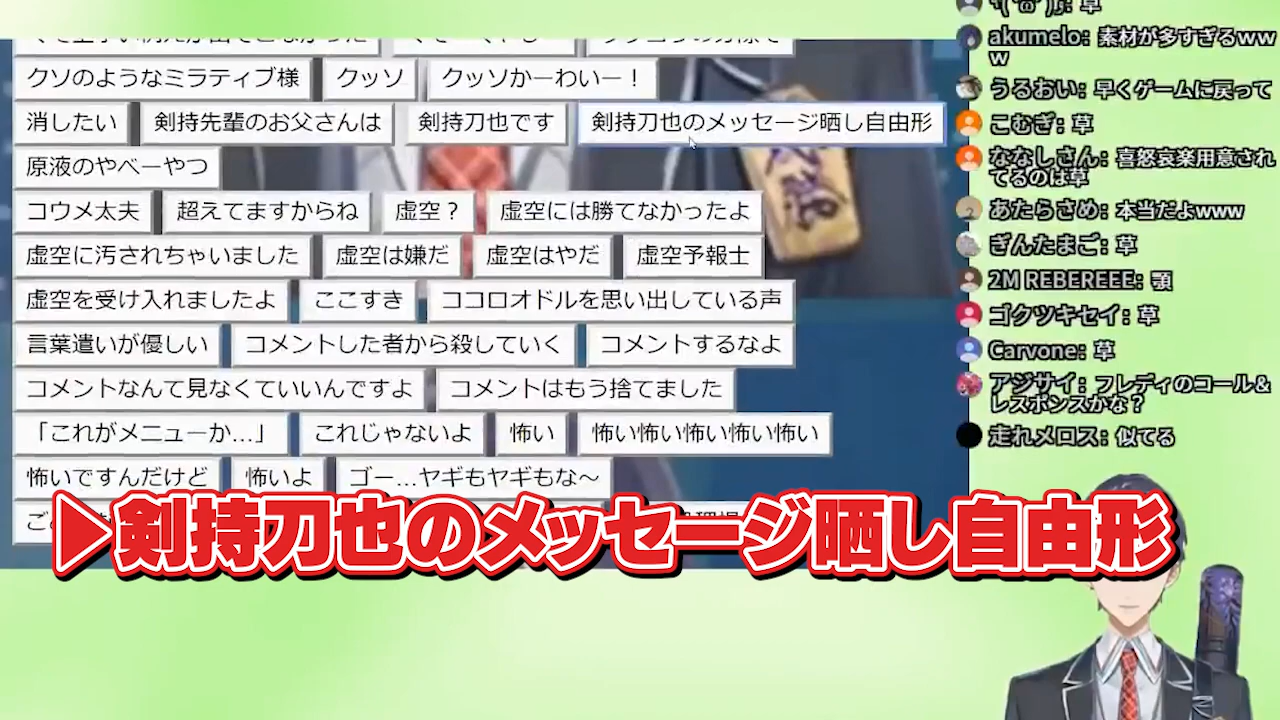 クソのようなミラティブ様 クッソ クッソかーわいー！
消したい 剣持先輩のお父さんは 剣持刀也です 剣持刀也のメッセージ晒し自由形
原液のやべーやつ
コウメ太夫 超えてますからね 虚空？ 虚空には勝てなかったよ
虚空に汚されちゃいました 虚空は嫌だ 虚空はやだ 虚空予報士
虚空を受け入れましたよ ここすき ココロオドルを思い出している声
言葉遣いが優しい コメントした者から殺していく コメントするなよ
コメントなんて見なくていいんですよ コメントはもう捨てました
「これがメニューか…」 これじゃないよ 怖い 怖い怖い怖い怖い怖い
怖いですんだけど 怖いよ ゴー…ヤギもヤギもな～
▶剣持刀也のメッセージ晒し自由形
akumelo: 素材が多すぎるww
w
うるおい: 早くゲームに戻って
こむぎ: 草
ななしさん: 喜怒哀楽用意され
てるのは草
あたらさめ: 本当だよwww
ぎんたまご: 草
2M REBEREEE: 顎
ゴクツキセイ: 草
Carvone: 草
アジサイ: フレディのコール＆
レスポンスかな？
走れメロス: 似てる